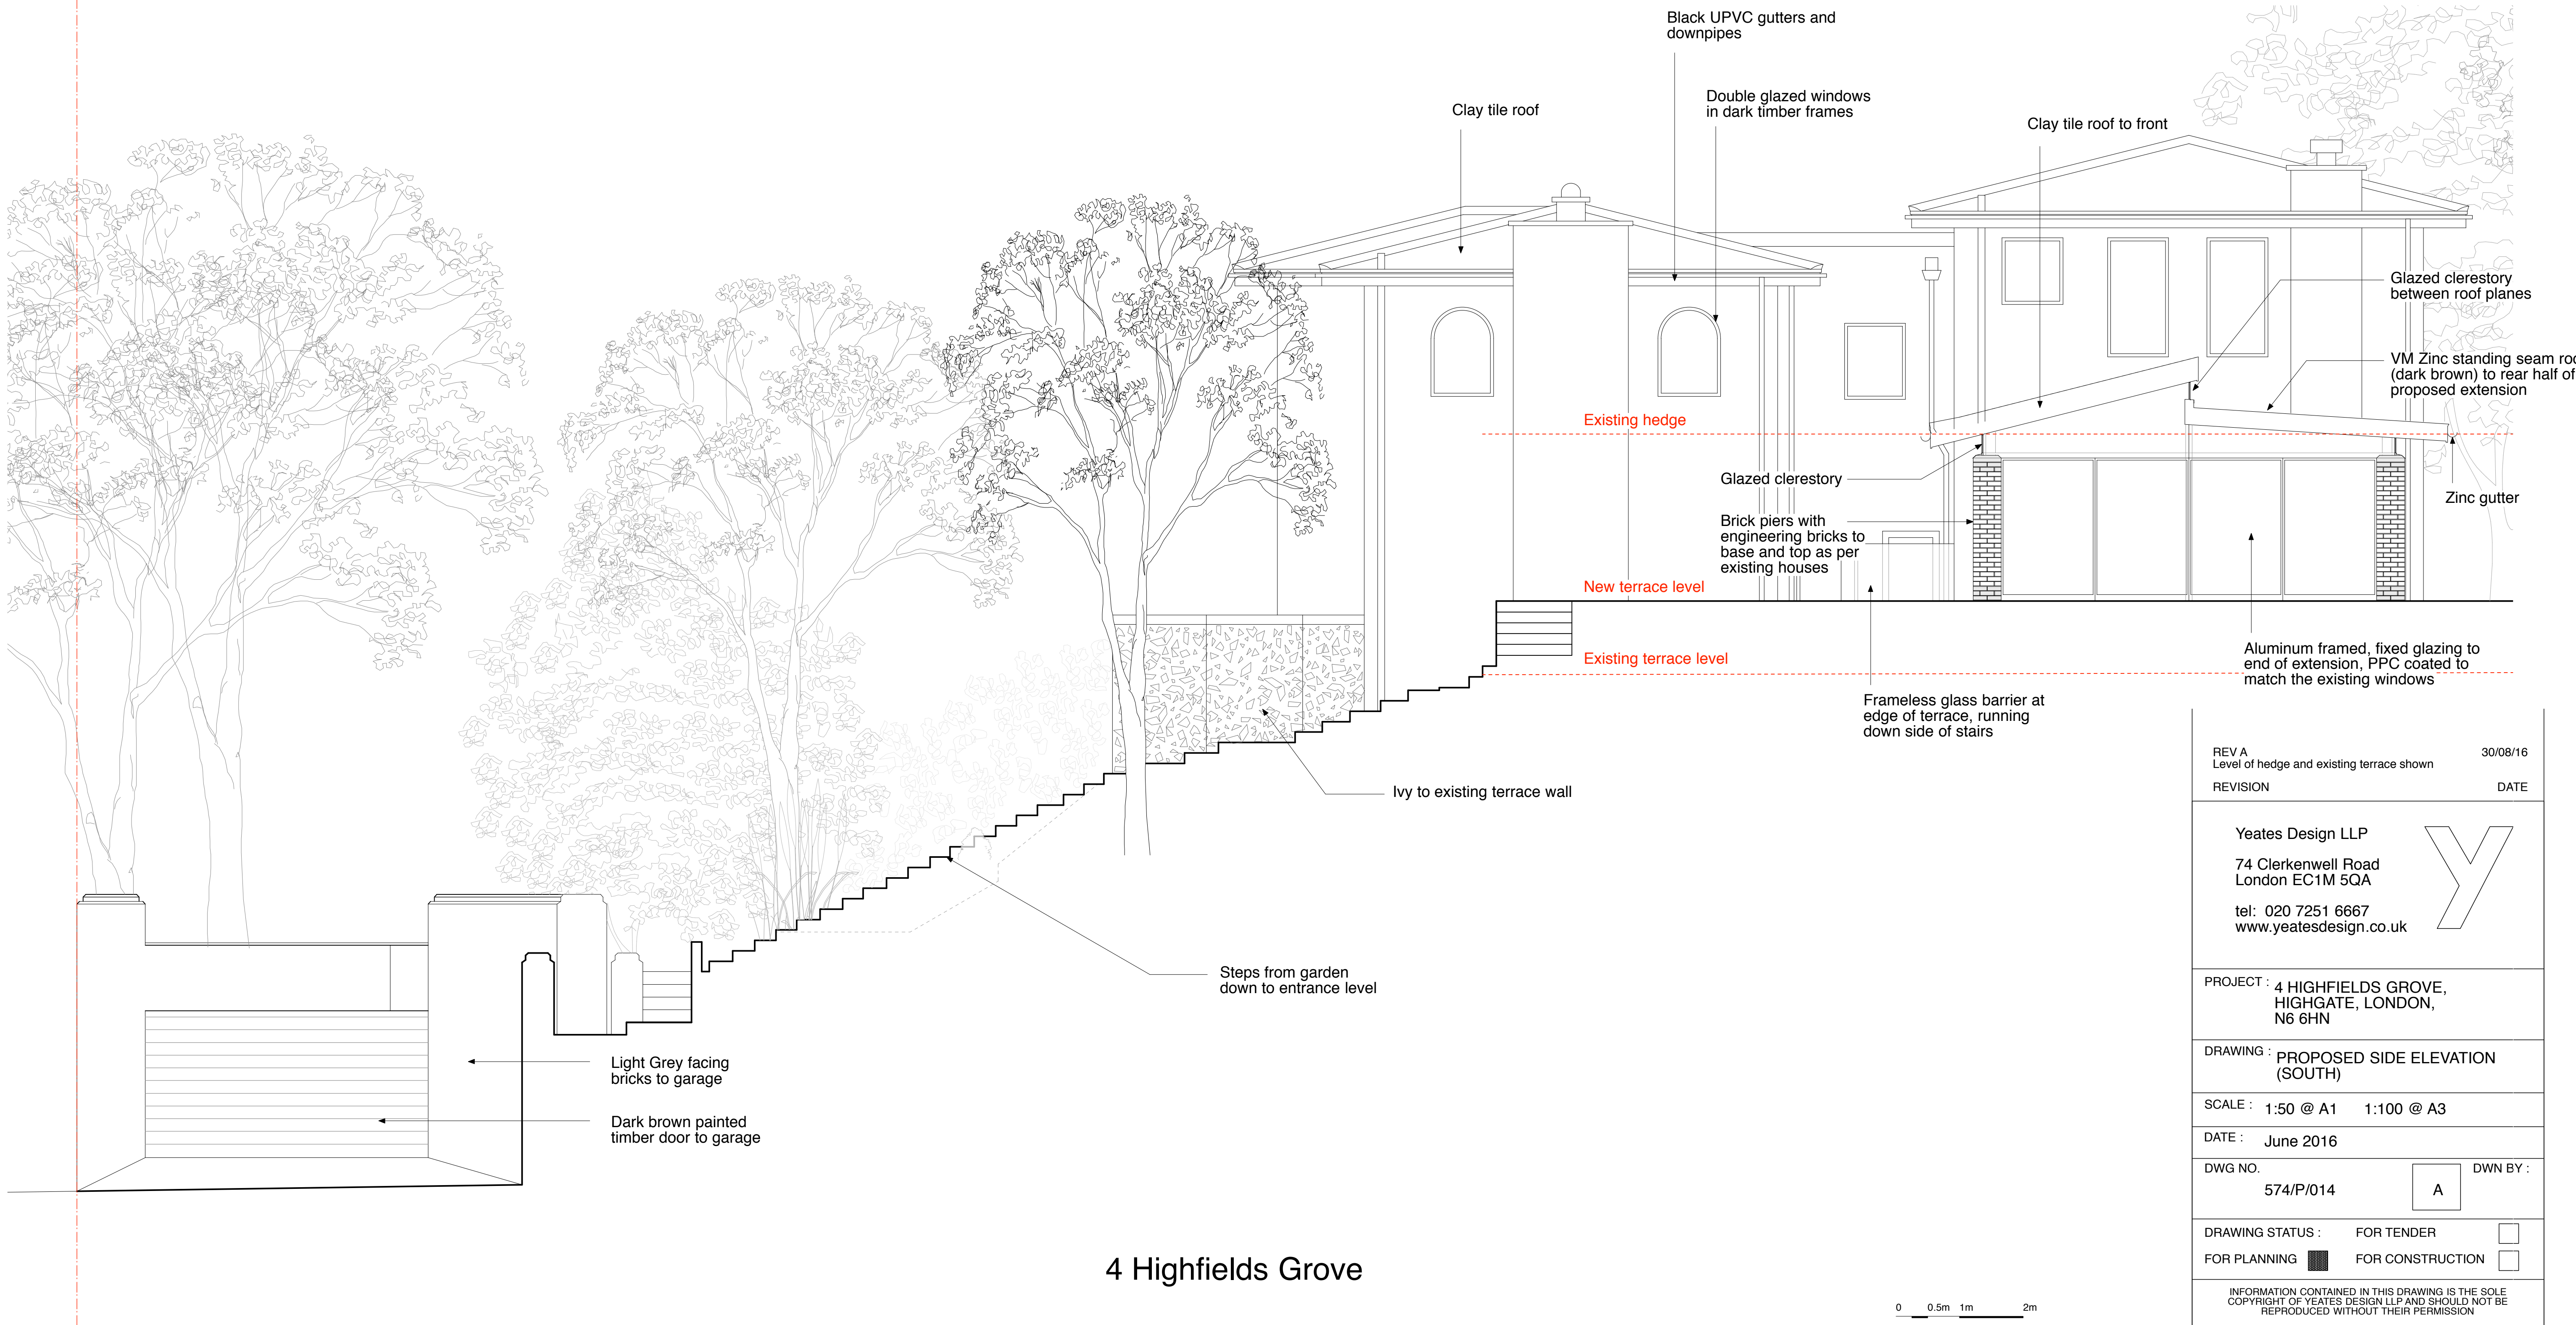 Black UPVC gutters and
downpipes
Double glazed windows
in dark timber frames
Clay tile roof
Clay tile roof to front
Glazed clerestory
between roof planes
VM Zinc standing seam roo
(dark brown) to rear half of
proposed extension
Existing hedge
Glazed clerestory
Zinc gutter
Brick piers with
engineering bricks to
base and top as per
existing houses
New terrace level
Existing terrace level
Aluminum framed, fixed glazing to
end of extension, PPC coated to
match the existing windows
Frameless glass barrier at
edge of terrace, running
down side of stairs
Ivy to existing terrace wall
Steps from garden
down to entrance level
Light Grey facing
bricks to garage
Dark brown painted
timber door to garage
4 Highfields Grove
0 0.5m 1m 2m
REV A 30/08/16
Level of hedge and existing terrace shown
REVISION DATE
Yeates Design LLP
74 Clerkenwell Road
London EC1M 5QA
tel: 020 7251 6667
www.yeatesdesign.co.uk
y
PROJECT : 4 HIGHFIELDS GROVE,
HIGHGATE, LONDON,
N6 6HN
DRAWING : PROPOSED SIDE ELEVATION
(SOUTH)
SCALE : 1:50 @ A1 1:100 @ A3
DATE : June 2016
DWG NO. DWN BY :
574/P/014 A
DRAWING STATUS : FOR TENDER
FOR PLANNING FOR CONSTRUCTION
INFORMATION CONTAINED IN THIS DRAWING IS THE SOLE
COPYRIGHT OF YEATES DESIGN LLP AND SHOULD NOT BE
REPRODUCED WITHOUT THEIR PERMISSION